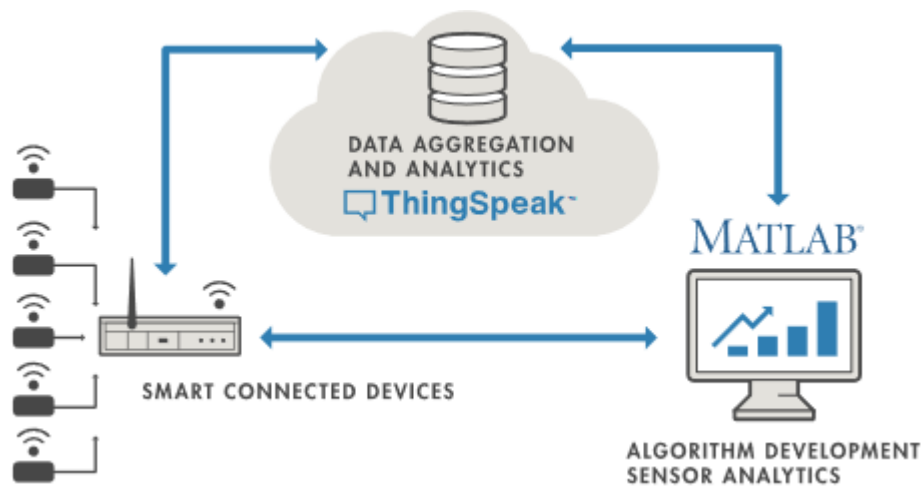 DATA AGGREGATION
AND ANALYTICS
ThingSpeak™
MATLAB®
SMART CONNECTED DEVICES
ALGORITHM DEVELOPMENT
SENSOR ANALYTICS